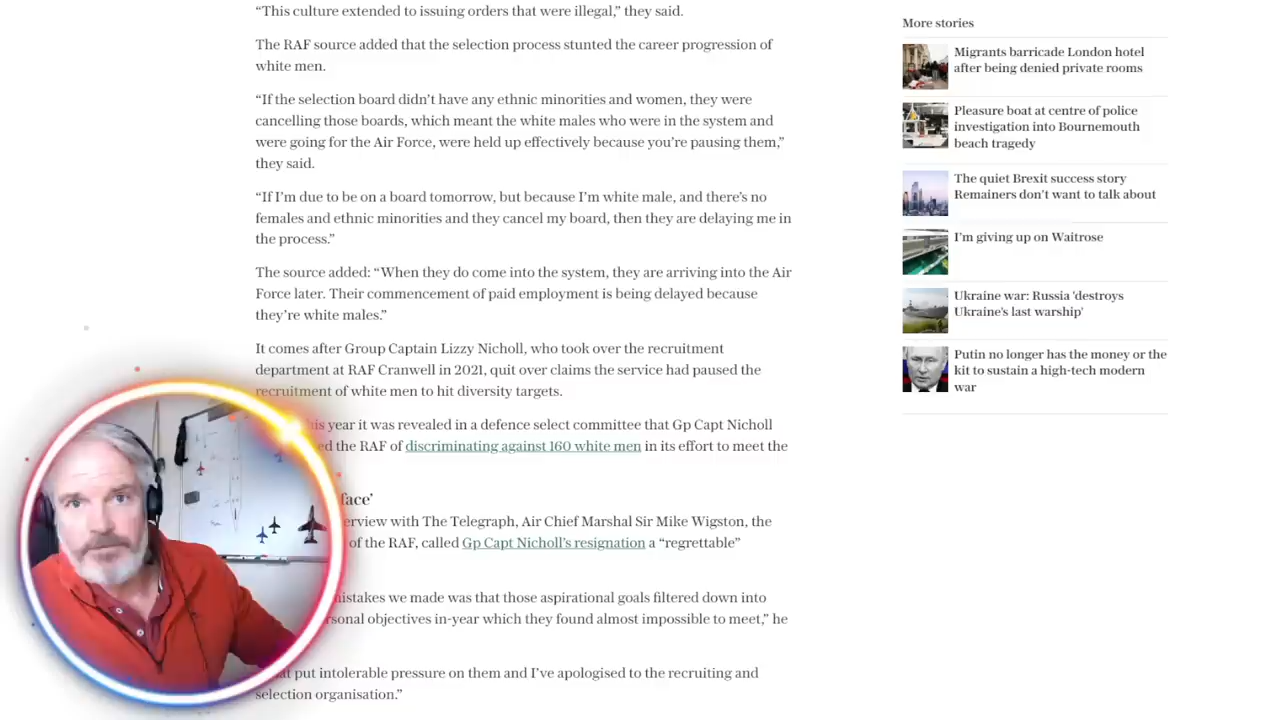 “This culture extended to issuing orders that were illegal,” they said.
The RAF source added that the selection process stunted the career progression of
white men.
“If the selection board didn’t have any ethnic minorities and women, they were
cancelling those boards, which meant the white males who were in the system and
were going for the Air Force, were held up effectively because you’re pausing them,”
they said.
“If I’m due to be on a board tomorrow, but because I’m white male, and there’s no
females and ethnic minorities and they cancel my board, then they are delaying me in
the process.”
The source added: “When they do come into the system, they are arriving into the Air
Force later. Their commencement of paid employment is being delayed because
they’re white males.”
It comes after Group Captain Lizzy Nicholl, who took over the recruitment
department at RAF Cranwell in 2021, quit over claims the service had paused the
recruitment of white men to hit diversity targets.
this year it was revealed in a defence select committee that Gp Capt Nicholl
the RAF of discriminating against 160 white men in its effort to meet the
face’
interview with The Telegraph, Air Chief Marshal Sir Mike Wigston, the
of the RAF, called Gp Capt Nicholl’s resignation a “regrettable”
mistakes we made was that those aspirational goals filtered down into
personal objectives in-year which they found almost impossible to meet,” he
put intolerable pressure on them and I’ve apologised to the recruiting and
selection organisation.”
More stories
Migrants barricade London hotel
after being denied private rooms
Pleasure boat at centre of police
investigation into Bournemouth
beach tragedy
The quiet Brexit success story
Remainers don’t want to talk about
I’m giving up on Waitrose
Ukraine war: Russia 'destroys
Ukraine's last warship'
Putin no longer has the money or the
kit to sustain a high-tech modern
war